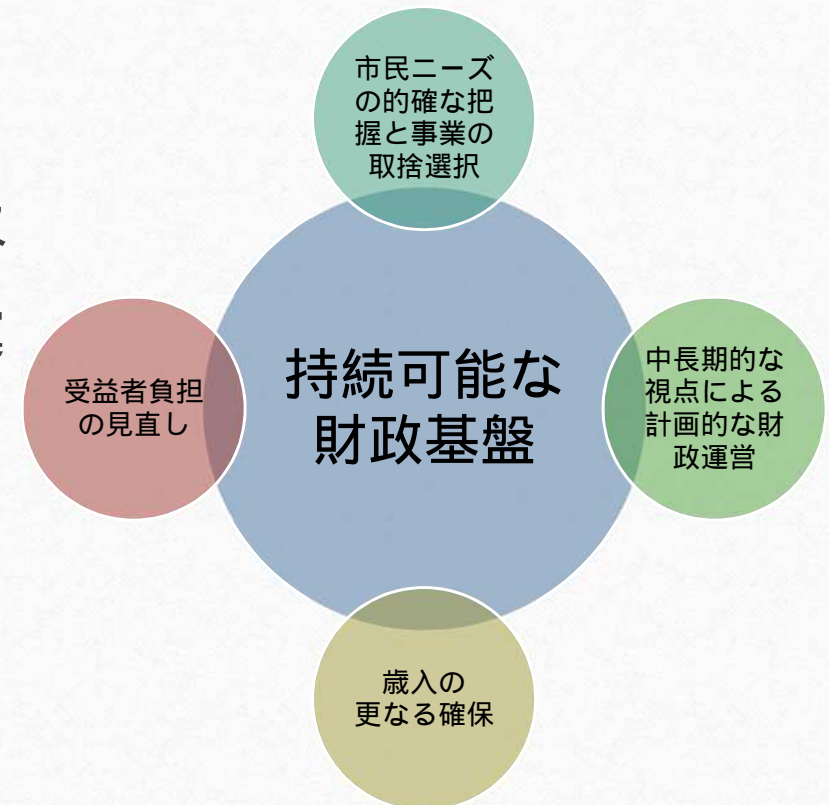 市民ニーズ
の的確な把
握と事業の
取捨選択
持続可能な
財政基盤
受益者負担
の見直し
中長期的な
視点による
計画的な財
政運営
歳入の
更なる確保